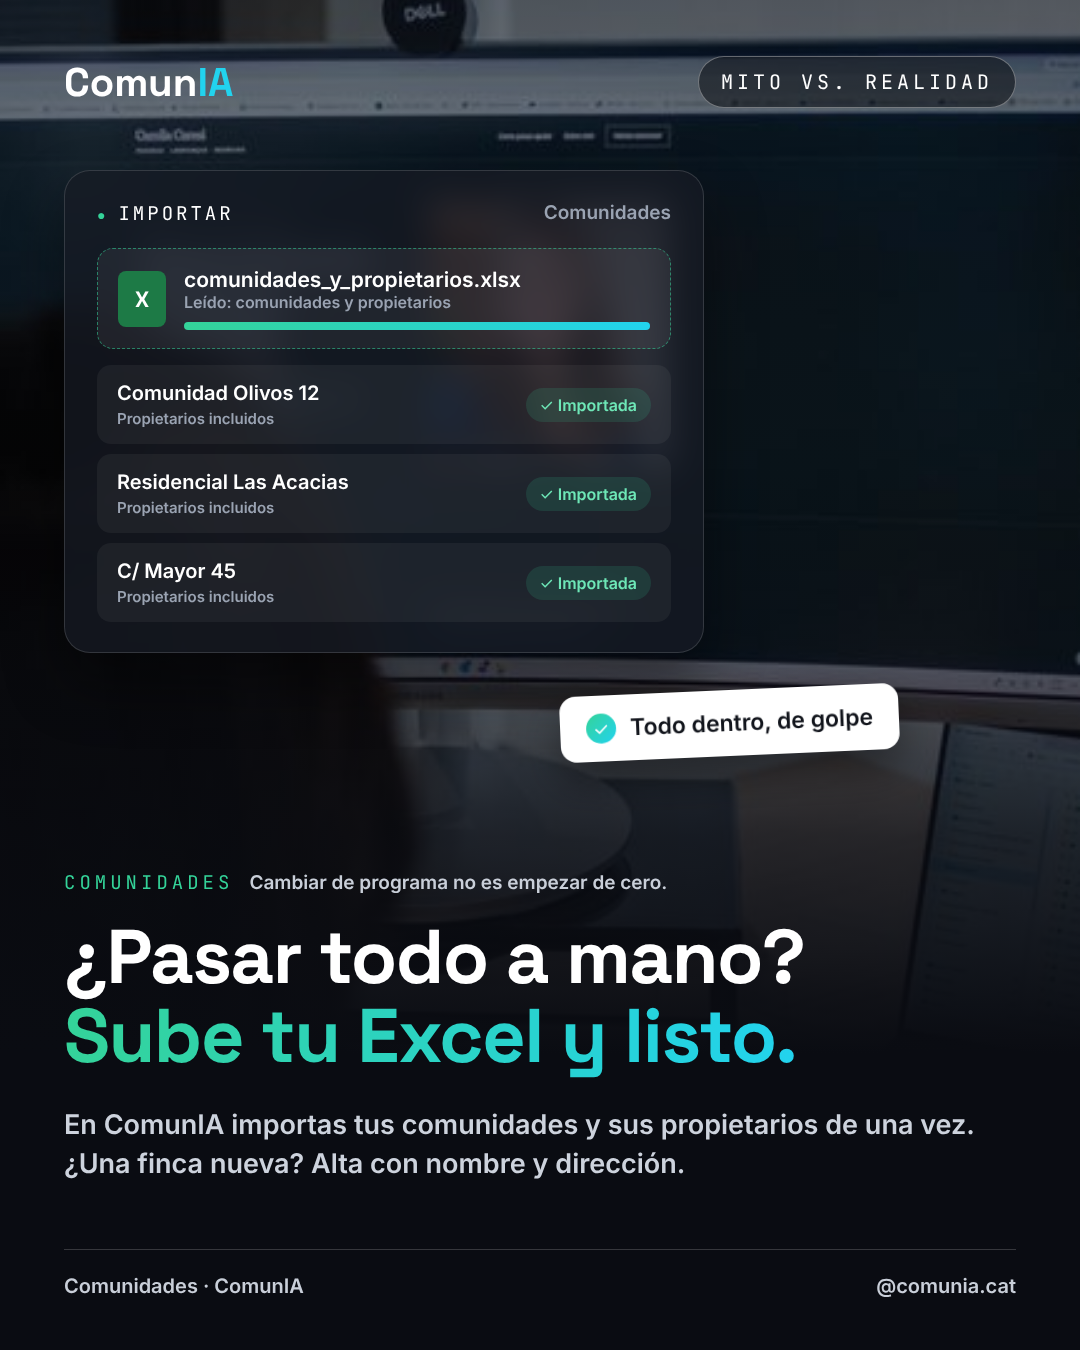 DELL
ComunIA
MITO VS. REALIDAD
IMPORTAR
Comunidades
X
comunidades_y_propietarios.xlsx
Leído: comunidades y propietarios
Comunidad Olivos 12
Propietarios incluidos
✓ Importada
Residencial Las Acacias
Propietarios incluidos
✓ Importada
C/ Mayor 45
Propietarios incluidos
✓ Importada
Todo dentro, de golpe
COMUNIDADES Cambiar de programa no es empezar de cero.
¿Pasar todo a mano?
Sube tu Excel y listo.
En ComunIA importas tus comunidades y sus propietarios de una vez.
¿Una finca nueva? Alta con nombre y dirección.
Comunidades · ComunIA
@comunia.cat